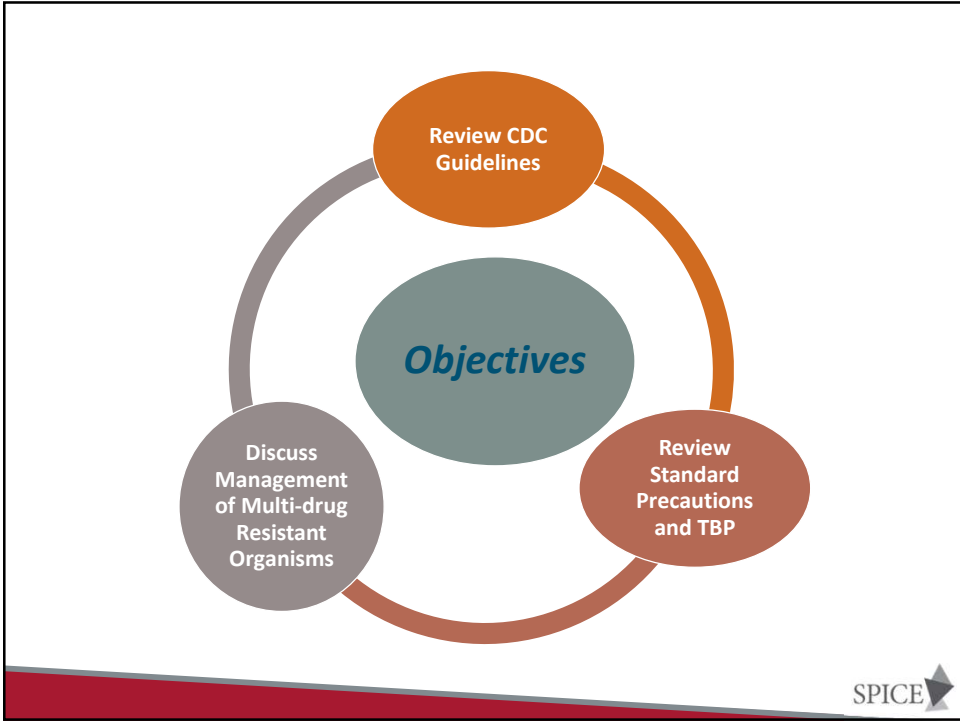 Review CDC
Guidelines
Objectives
Review
Standard
Precautions
and TBP
Discuss
Management
of Multi-drug
Resistant
Organisms
SPICE